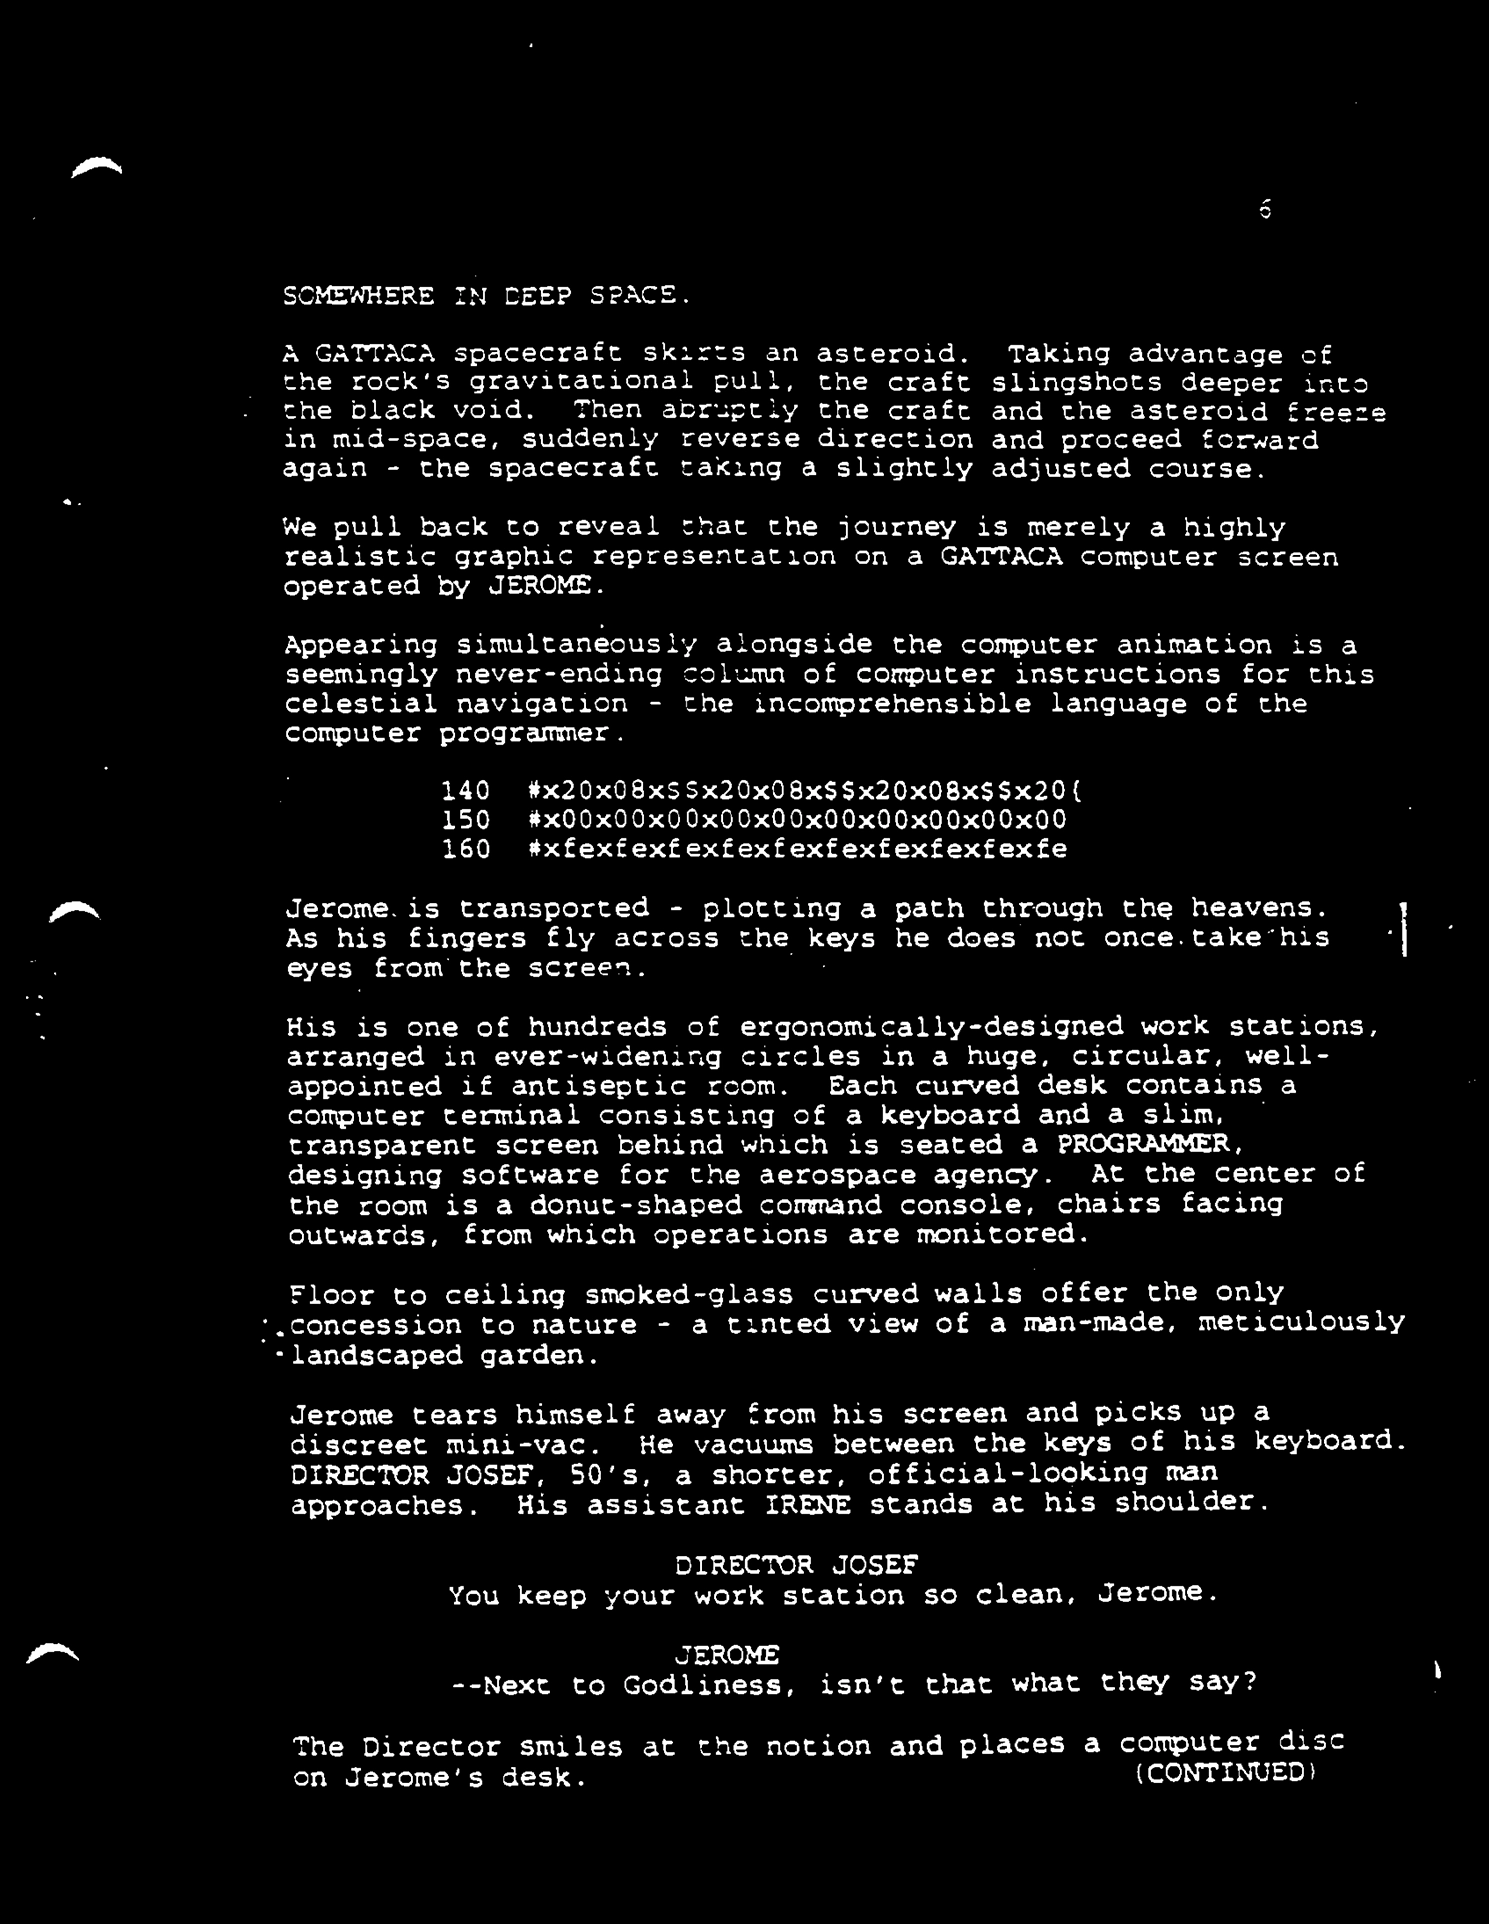 6
SOMEWHERE IN DEEP SPACE.
A GATTACA spacecraft skirts an asteroid. Taking advantage of
the rock's gravitational pull, the craft slingshots deeper into
the black void. Then abruptly the craft and the asteroid freeze
in mid-space, suddenly reverse direction and proceed forward
again - the spacecraft taking a slightly adjusted course.
We pull back to reveal that the journey is merely a highly
realistic graphic representation on a GATTACA computer screen
operated by JEROME.
Appearing simultaneously alongside the computer animation is a
seemingly never-ending column of computer instructions for this
celestial navigation - the incomprehensible language of the
computer programmer.
140 #x20x08x$$x20x08x$$x20x08x$$x20{
150 #x00x00x00x00x00x00x00x00x00x00
160 #xfexfexfexfexfexfexfexfexfexfe
Jerome is transported - plotting a path through the heavens.
As his fingers fly across the keys he does not once take his
eyes from the screen.
His is one of hundreds of ergonomically-designed work stations,
arranged in ever-widening circles in a huge, circular, well-
appointed if antiseptic room. Each curved desk contains a
computer terminal consisting of a keyboard and a slim,
transparent screen behind which is seated a PROGRAMMER,
designing software for the aerospace agency. At the center of
the room is a donut-shaped command console, chairs facing
outwards, from which operations are monitored.
Floor to ceiling smoked-glass curved walls offer the only
concession to nature - a tinted view of a man-made, meticulously
landscaped garden.
Jerome tears himself away from his screen and picks up a
discreet mini-vac. He vacuums between the keys of his keyboard.
DIRECTOR JOSEF, 50's, a shorter, official-looking man
approaches. His assistant IRENE stands at his shoulder.
DIRECTOR JOSEF
You keep your work station so clean, Jerome.
JEROME
--Next to Godliness, isn't that what they say?
The Director smiles at the notion and places a computer disc
on Jerome's desk. (CONTINUED)